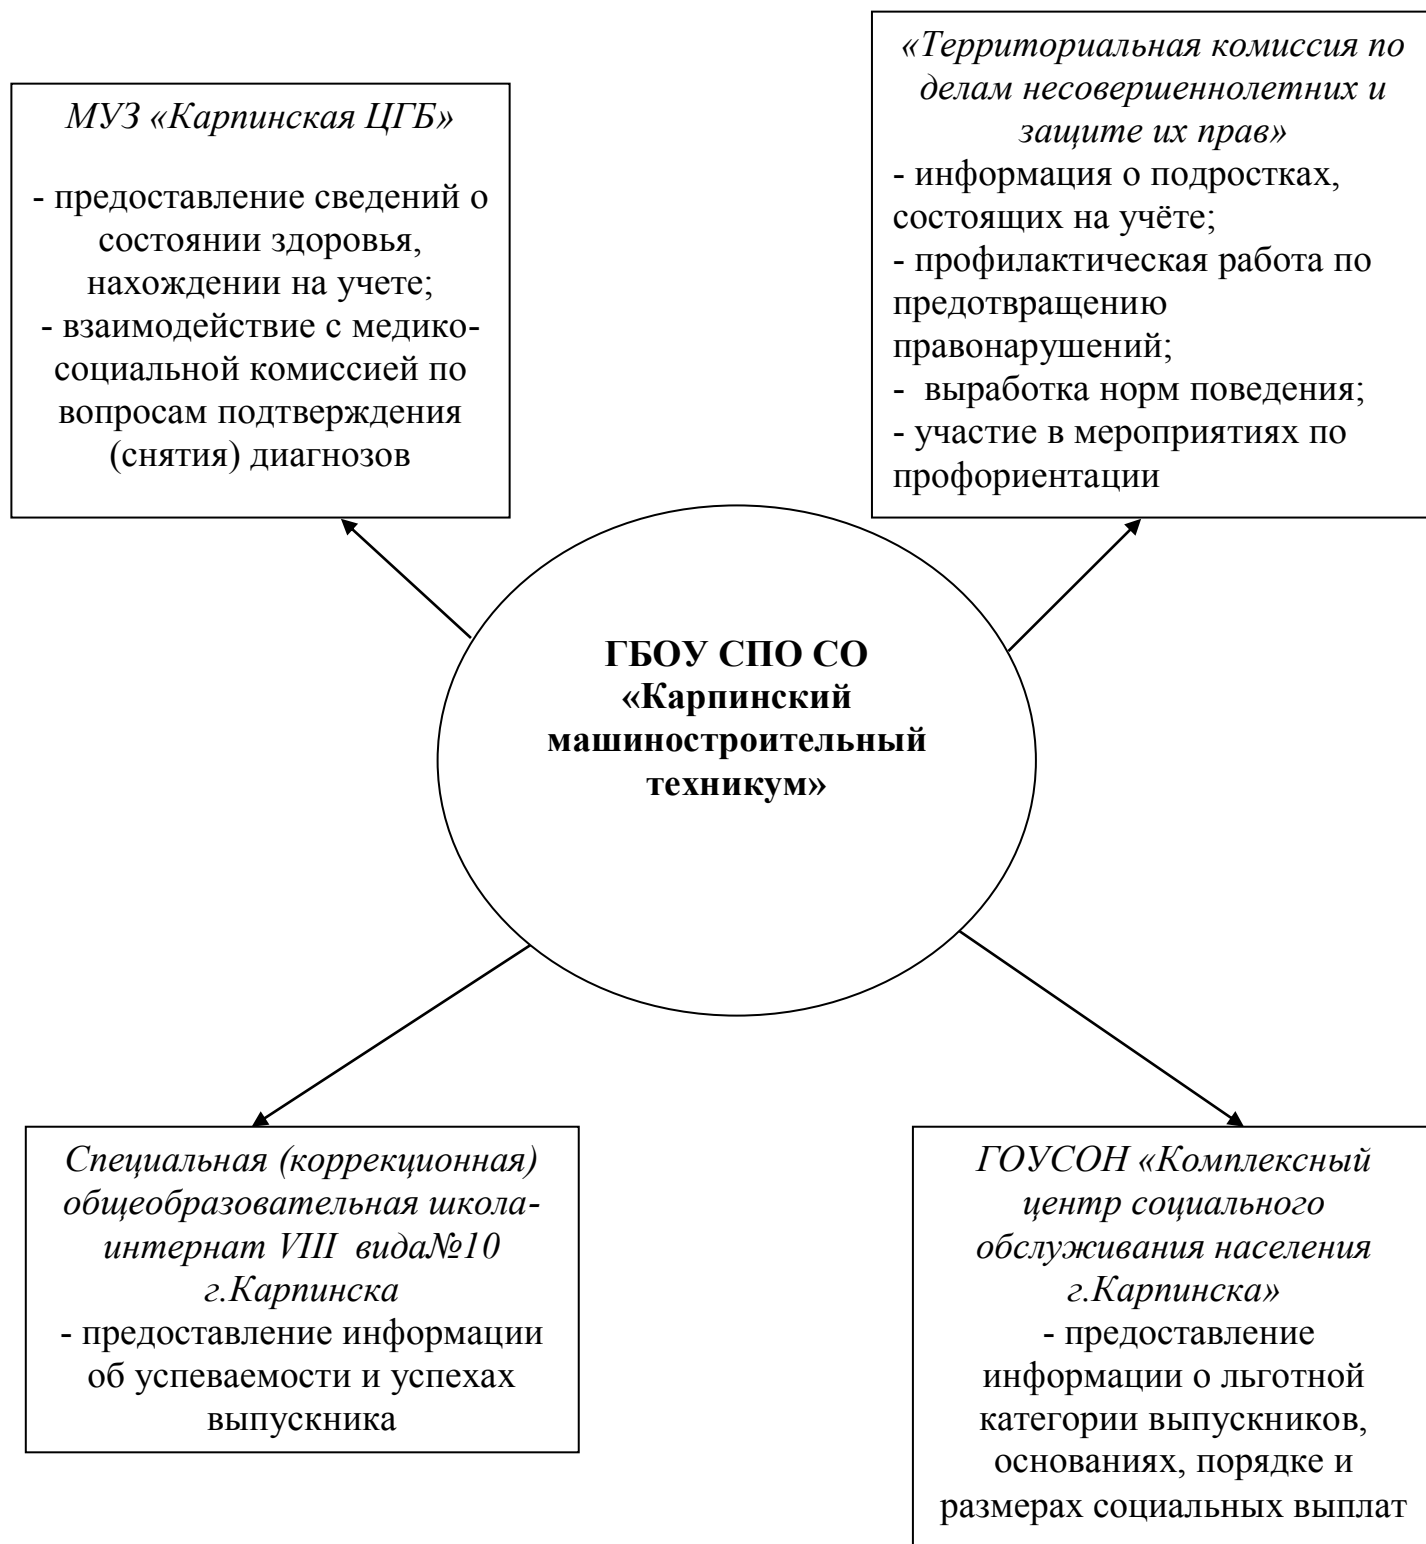 МУЗ «Карпинская ЦГБ»
- предоставление сведений о
состоянии здоровья,
нахождении на учете;
- взаимодействие с медико-
социальной комиссией по
вопросам подтверждения
(снятия) диагнозов
«Территориальная комиссия по
делам несовершеннолетних и
защите их прав»
- информация о подростках,
состоящих на учёте;
- профилактическая работа по
предотвращению
правонарушений;
- выработка норм поведения;
- участие в мероприятиях по
профориентации
ГБОУ СПО СО
«Карпинский
машиностроительный
техникум»
Специальная (коррекционная)
общеобразовательная школа-
интернат VIII вида№10
г.Карпинска
- предоставление информации
об успеваемости и успехах
выпускника
ГОУСОН «Комплексный
центр социального
обслуживания населения
г.Карпинска»
- предоставление
информации о льготной
категории выпускников,
основаниях, порядке и
размерах социальных выплат